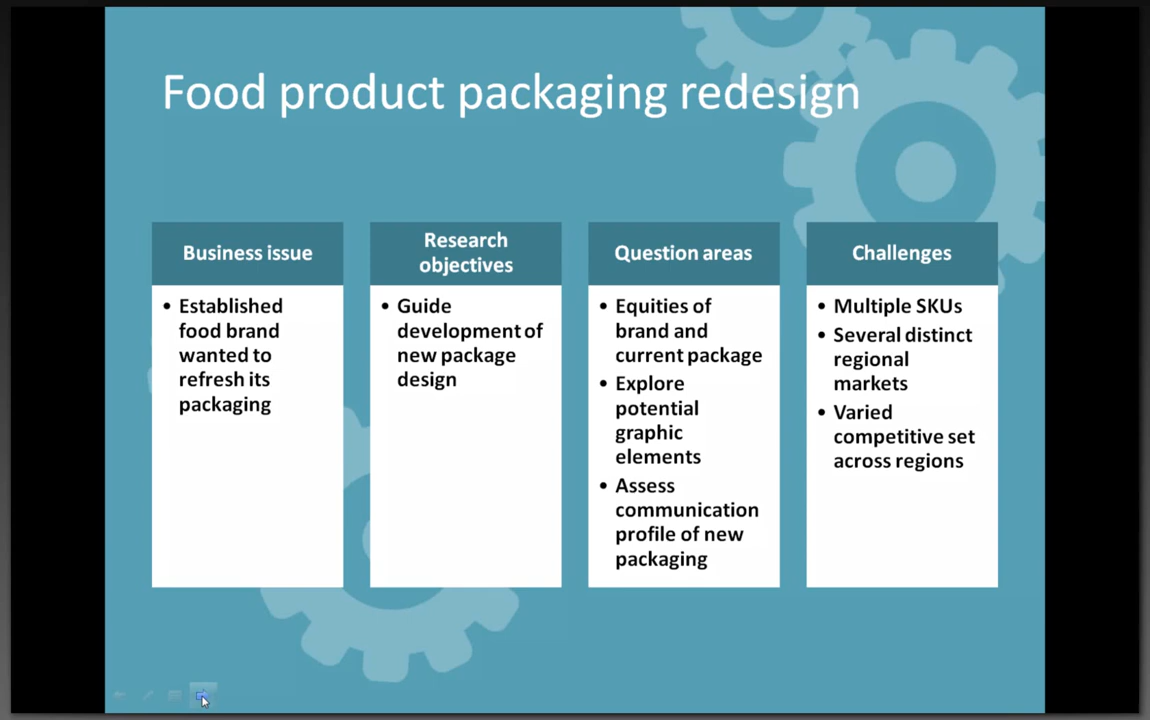 Food product packaging redesign
Business issue
• Established
food brand
wanted to
refresh its
packaging
Research
objectives
• Guide
development of
new package
design
Question areas
• Equities of
brand and
current package
• Explore
potential
graphic
elements
• Assess
communication
profile of new
packaging
Challenges
• Multiple SKUs
• Several distinct
regional
markets
• Varied
competitive set
across regions